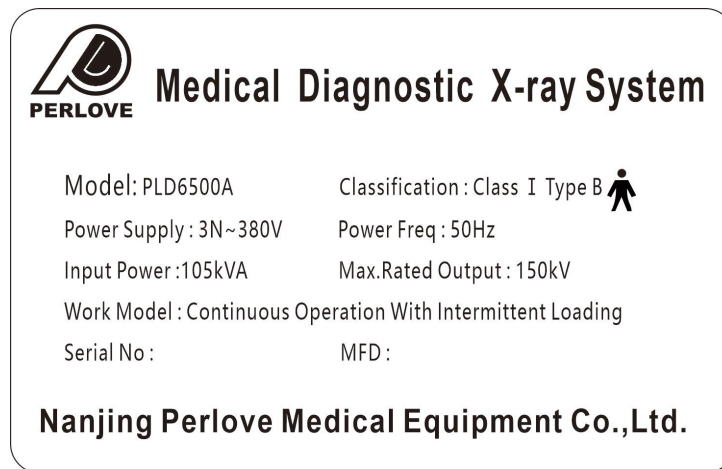 PERLOVE
Medical Diagnostic X-ray System
Model: PLD6500A Classification : Class I Type B
Power Supply : 3N~380V Power Freq : 50Hz
Input Power :105kVA Max.Rated Output : 150kV
Work Model : Continuous Operation With Intermittent Loading
Serial No : MFD :
Nanjing Perlove Medical Equipment Co.,Ltd.